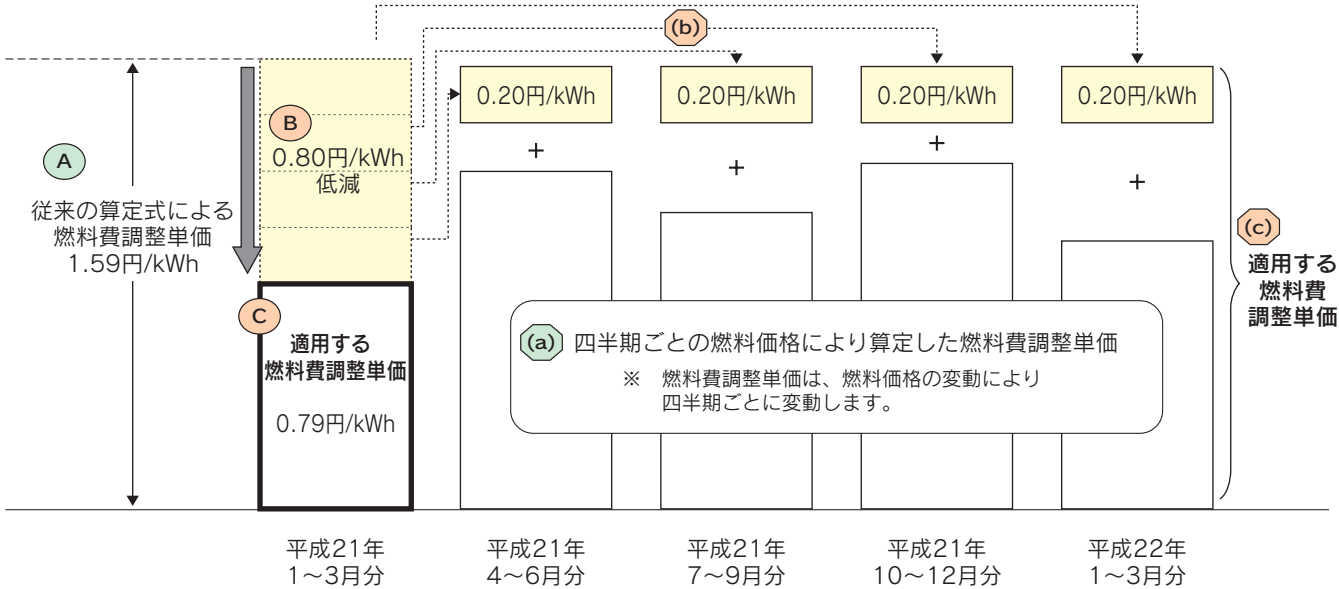 (b)
0.20円/kWh
0.20円/kWh
0.20円/kWh
0.20円/kWh
+
+
+
+
A
従来の算定式による
燃料費調整単価
1.59円/kWh
B
0.80円/kWh
低減
C
適用する
燃料費調整単価
0.79円/kWh
(a) 四半期ごとの燃料価格により算定した燃料費調整単価
※ 燃料費調整単価は、燃料価格の変動により
四半期ごとに変動します。
(c)
適用する
燃料費
調整単価
平成21年
1〜3月分
平成21年
4〜6月分
平成21年
7〜9月分
平成21年
10〜12月分
平成22年
1〜3月分